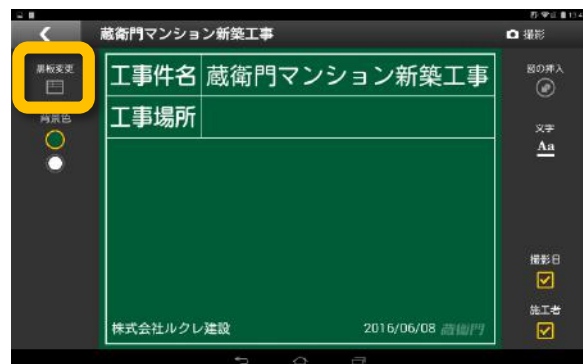 蔵衛門マンション新築工事
撮影
黒板変更
背景色
工事件名 蔵衛門マンション新築工事
工事場所
図の挿入
文字
Aa
撮影日
施工者
株式会社ルクレ建設 2016/06/08 蔵衛門